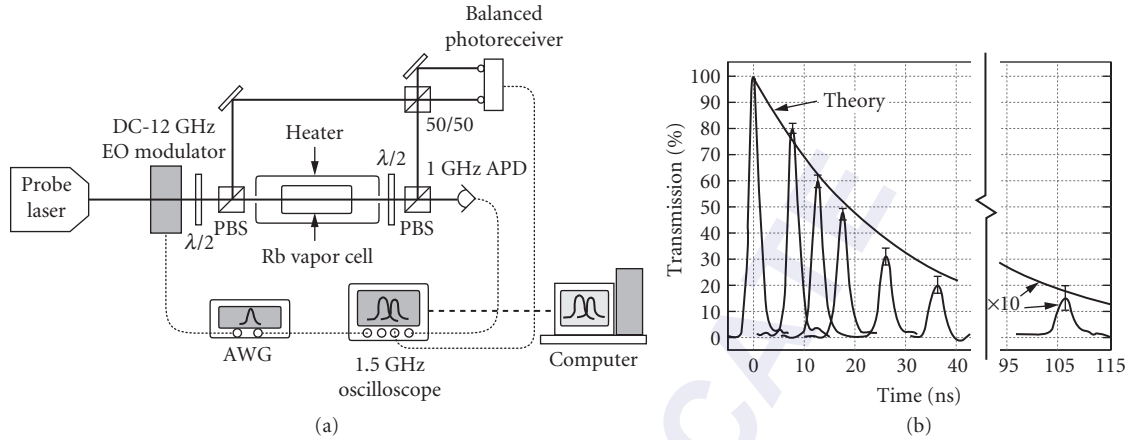 Balanced
photoreceiver
50/50
DC-12 GHz
EO modulator
Heater
λ/2
1 GHz APD
Probe
laser
λ/2
PBS
PBS
Rb vapor cell
AWG
1.5 GHz
oscilloscope
Computer
(a)
Transmission (%)
100
90
80
70
60
50
40
30
20
10
0
Theory
×10
0
10
20
30
40
95
105
115
Time (ns)
(b)
CATE